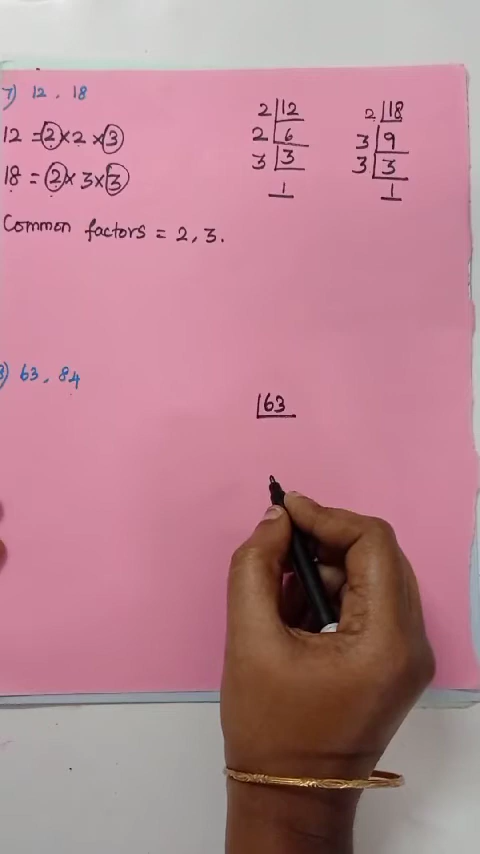 7) 12, 18
12 = 2 × 2 × 3
18 = 2 × 3 × 3
Common factors = 2, 3.
2 | 12
2 | 6
3 | 3
1
2 | 18
3 | 9
3 | 3
1
8) 63, 84
| 63